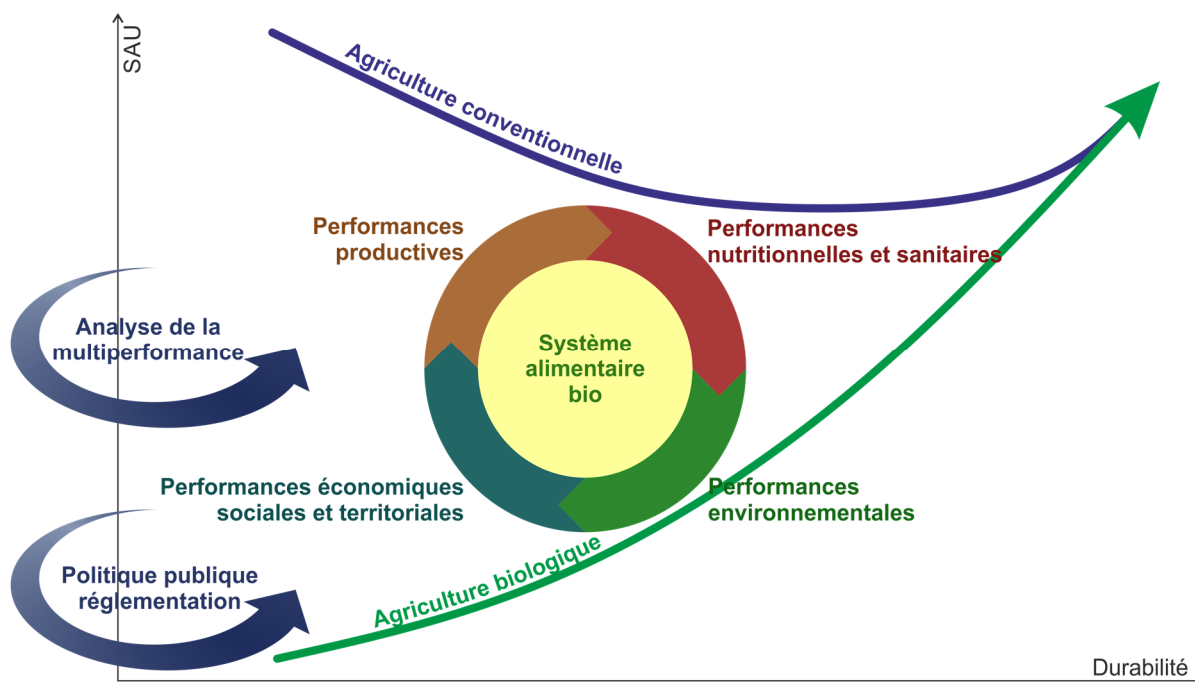 SAU
Agriculture conventionnelle
Performances
productives
Performances
nutritionnelles et sanitaires
Analyse de la
multiperformance
Système
alimentaire
bio
Performances économiques
sociales et territoriales
Performances
environnementales
Politique publique
réglementation
Agriculture biologique
Durabilité